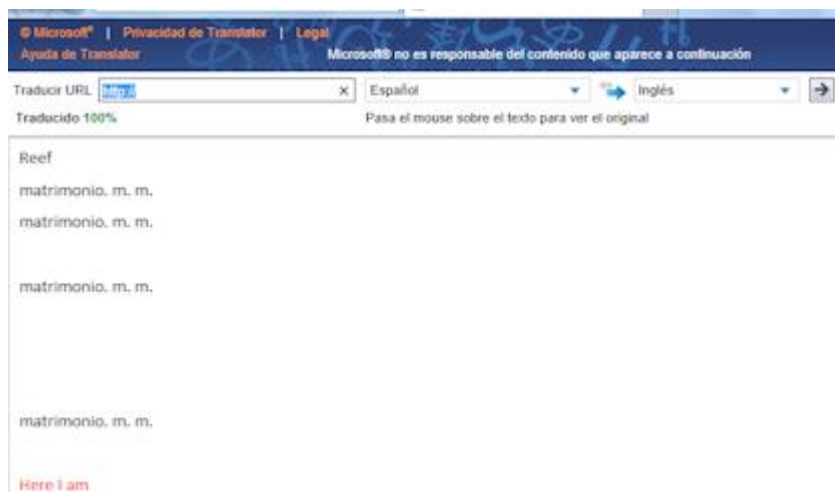 © Microsoft® | Privacidad de Translator | Legal
Ayuda de Translator Microsoft® no es responsable del contenido que aparece a continuación
Traducir URL http:// × Español Inglés →
Traducido 100% Pasa el mouse sobre el texto para ver el original
Reef
matrimonio. m. m.
matrimonio. m. m.
matrimonio. m. m.
matrimonio. m. m.
Here I am